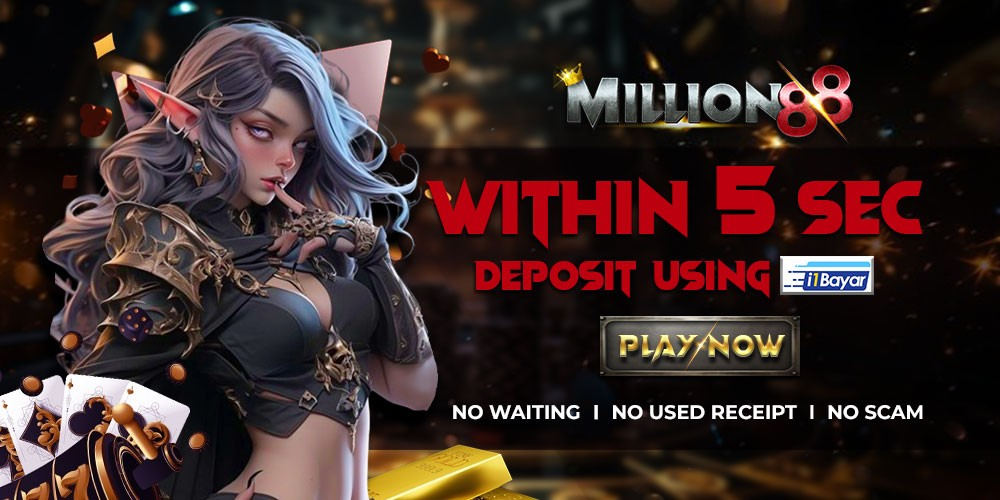 MILLION88
WITHIN 5 SEC
DEPOSIT USING i1Bayar
PLAY NOW
NO WAITING I NO USED RECEIPT I NO SCAM